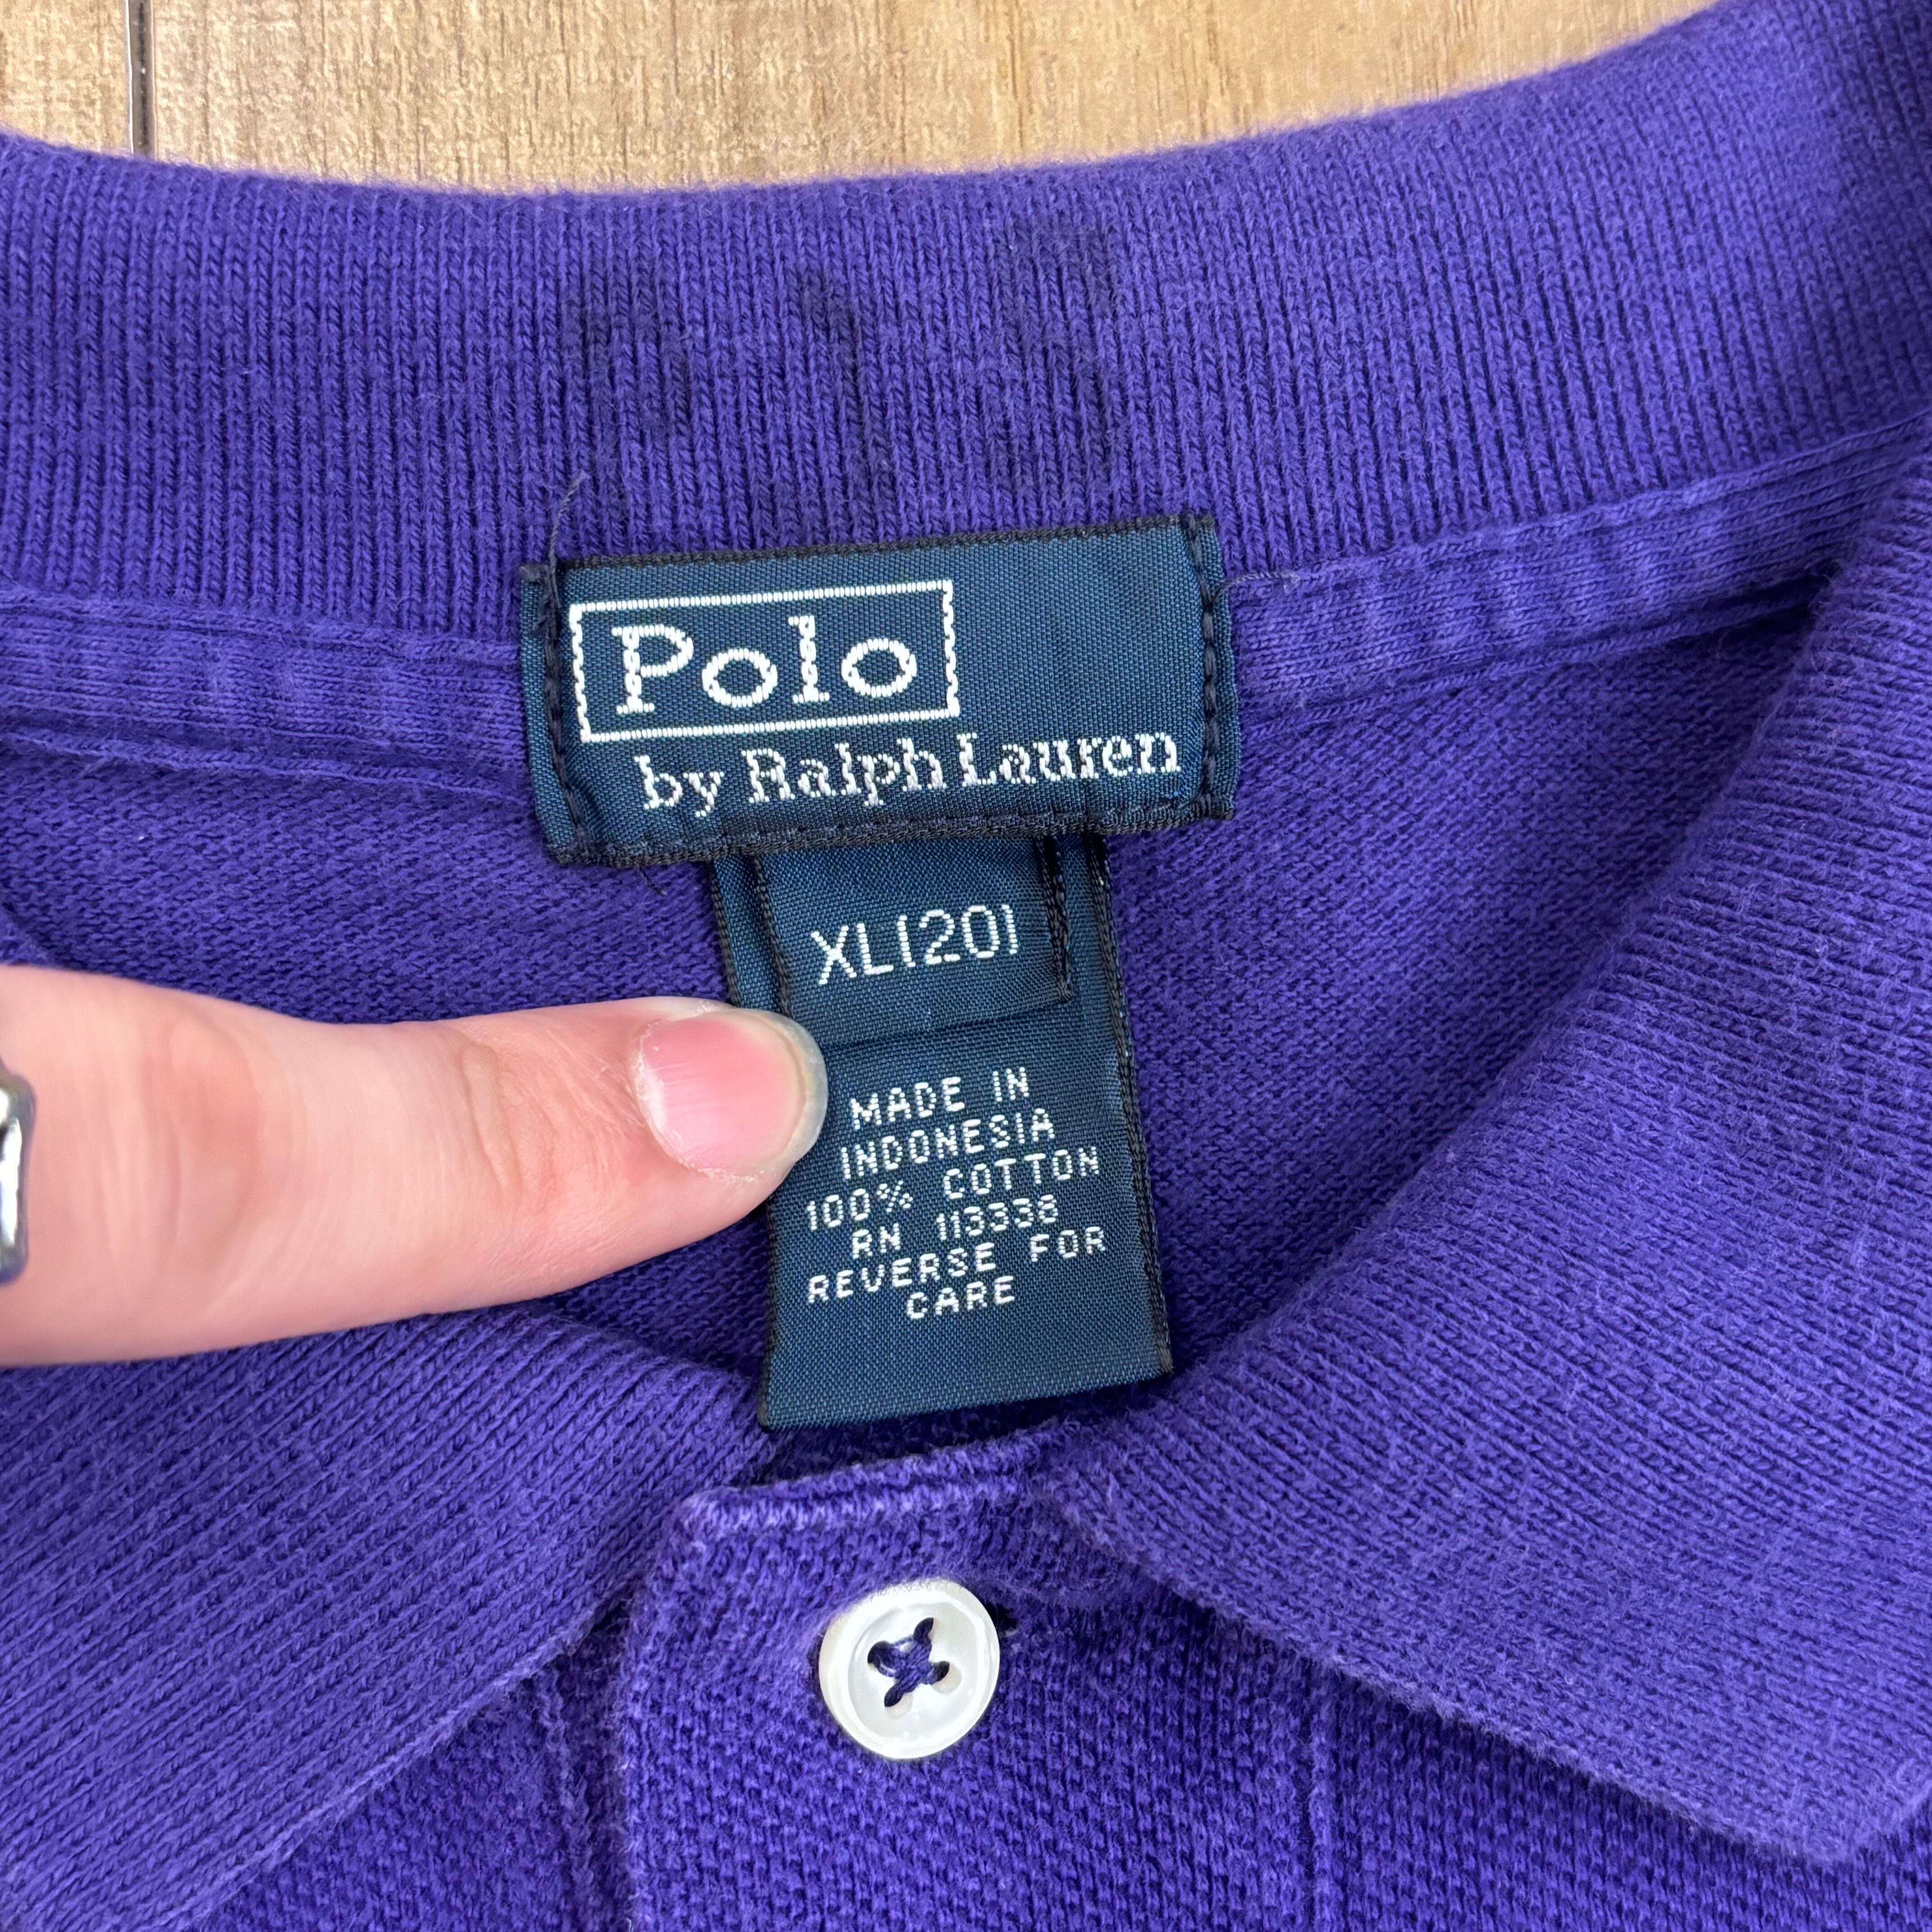 Polo
by Ralph Lauren
XL(20)
MADE IN
INDONESIA
100% COTTON
RN 113338
REVERSE FOR
CARE